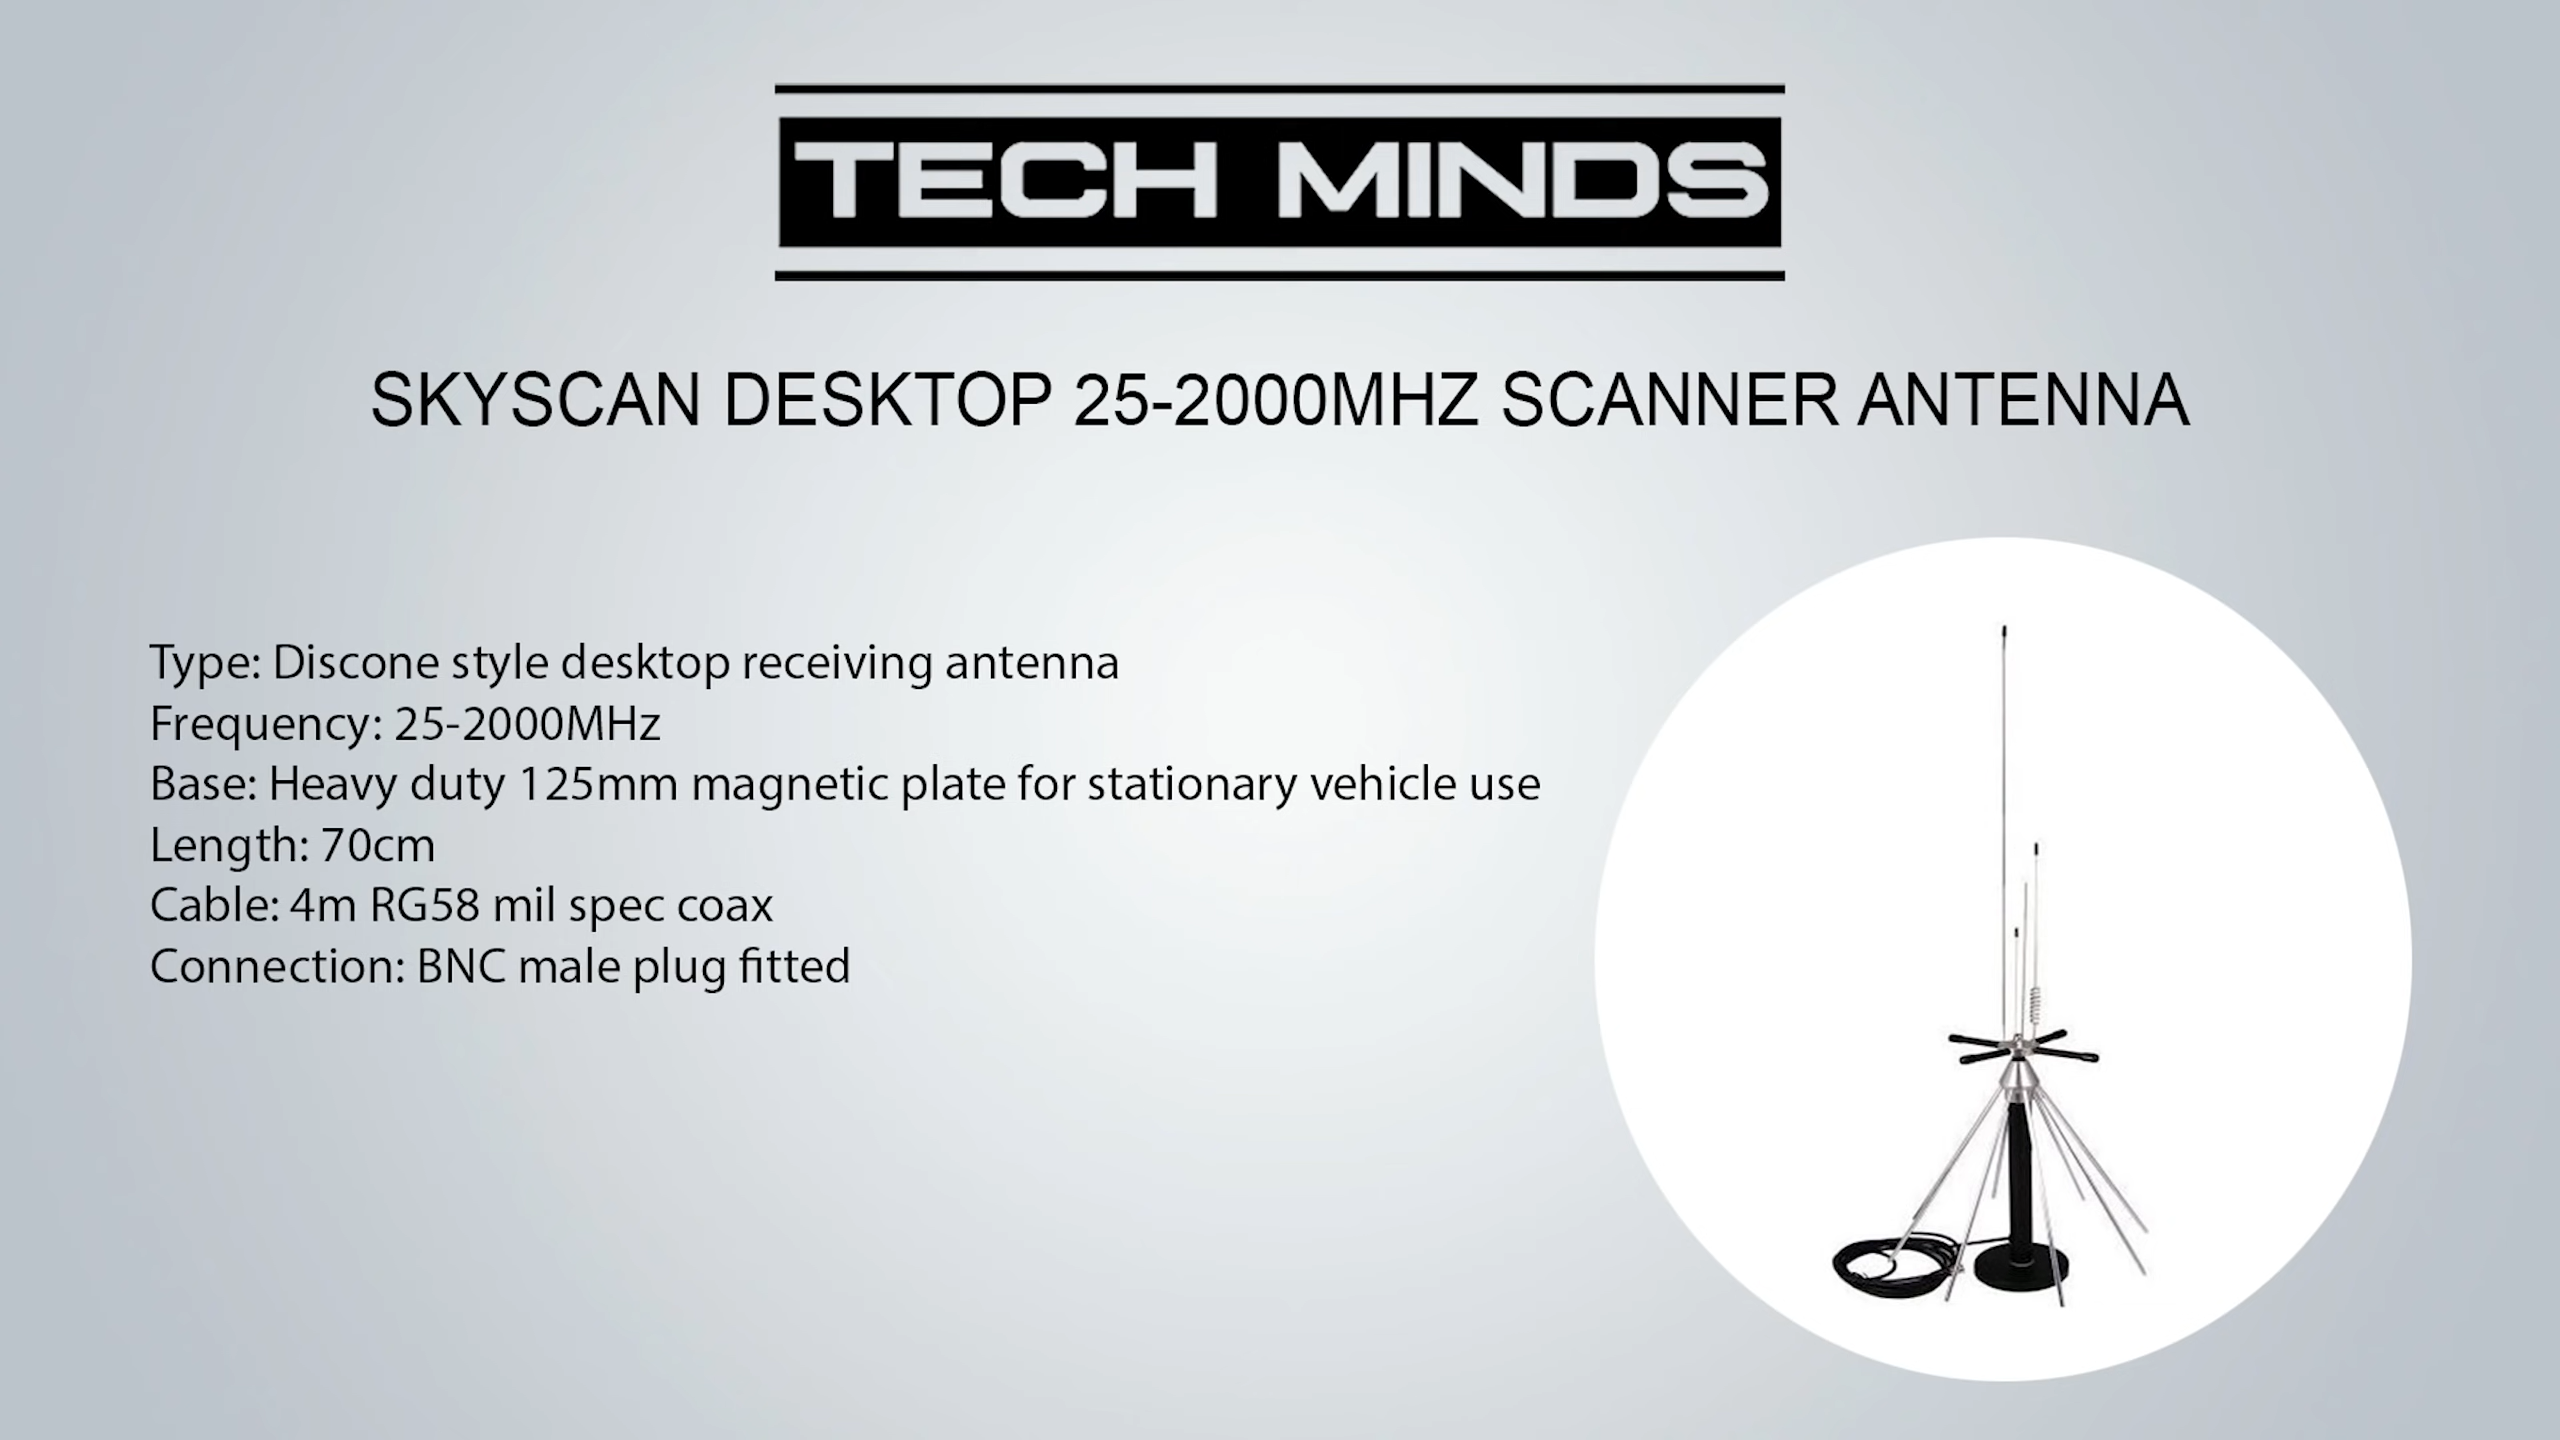 TECH MINDS
SKYSCAN DESKTOP 25-2000MHZ SCANNER ANTENNA
Type: Discone style desktop receiving antenna
Frequency: 25-2000MHz
Base: Heavy duty 125mm magnetic plate for stationary vehicle use
Length: 70cm
Cable: 4m RG58 mil spec coax
Connection: BNC male plug fitted